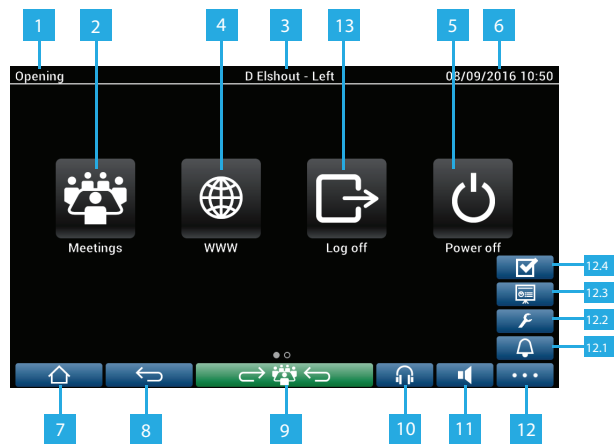 1 2 4 3 13 5 6
Opening D Elshout - Left 08/09/2016 10:50
Meetings WWW Log off Power off
12.4
12.3
12.2
12.1
7 8 9 10 11 12